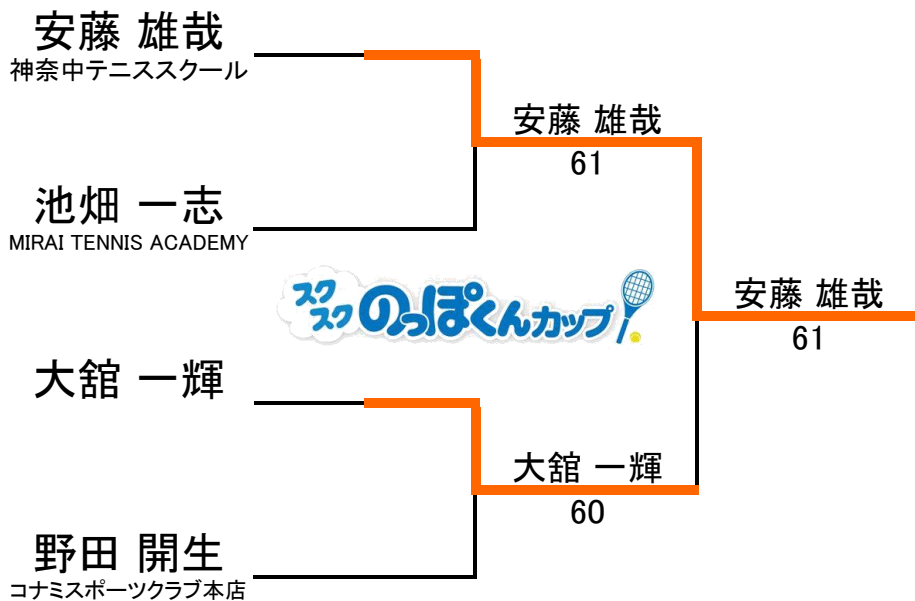 安藤 雄哉
神奈中テニススクール
安藤 雄哉
61
池畑 一志
MIRAI TENNIS ACADEMY
スク
スク
のっぽくんカップ
安藤 雄哉
61
大舘 一輝
大舘 一輝
60
野田 開生
コナミスポーツクラブ本店